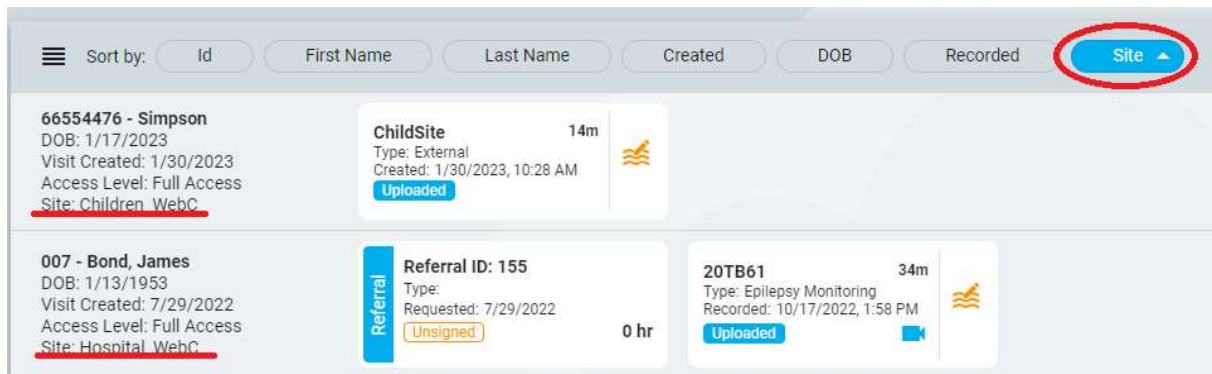 Sort by: Id First Name Last Name Created DOB Recorded Site
66554476 - Simpson
DOB: 1/17/2023
Visit Created: 1/30/2023
Access Level: Full Access
Site: Children_WebC
ChildSite 14m
Type: External
Created: 1/30/2023, 10:28 AM
Uploaded
007 - Bond, James
DOB: 1/13/1953
Visit Created: 7/29/2022
Access Level: Full Access
Site: Hospital_WebC
Referral
Referral ID: 155
Type:
Requested: 7/29/2022
Unsigned 0 hr
20TB61 34m
Type: Epilepsy Monitoring
Recorded: 10/17/2022, 1:58 PM
Uploaded